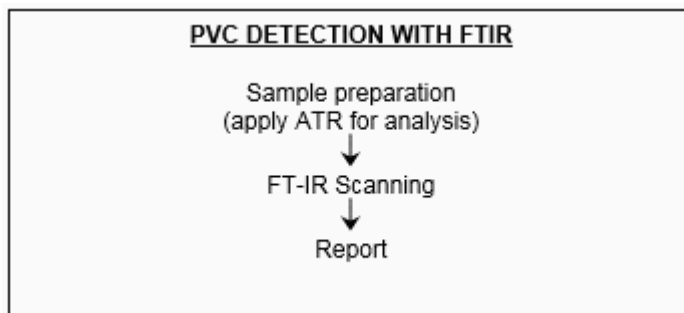 PVC DETECTION WITH FTIR
Sample preparation
(apply ATR for analysis)
FT-IR Scanning
Report